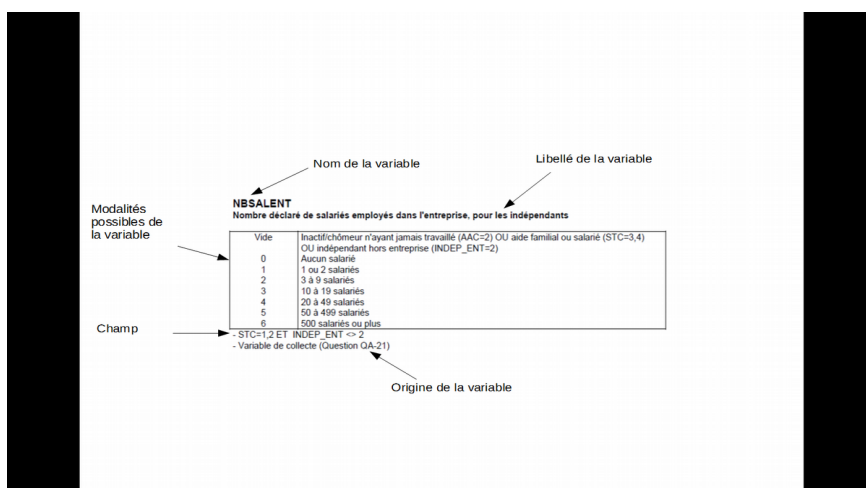 Nom de la variable
Libellé de la variable
NBSALENT
Nombre déclaré de salariés employés dans l'entreprise, pour les indépendants
Modalités
possibles de
la variable
Vide Inactif/chômeur n'ayant jamais travaillé (AAC=2) OU aide familial ou salarié (STC=3,4)
OU indépendant hors entreprise (INDEP_ENT=2)
0 Aucun salarié
1 1 ou 2 salariés
2 3 à 9 salariés
3 10 à 19 salariés
4 20 à 49 salariés
5 50 à 499 salariés
6 500 salariés ou plus
Champ
- STC=1,2 ET INDEP_ENT <> 2
- Variable de collecte (Question QA-21)
Origine de la variable